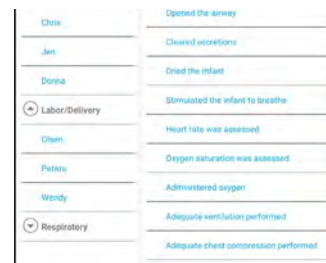 Chris
Jen
Donna
Labor/Delivery
Olsen
Peters
Wendy
Respiratory
Opened the airway
Cleared secretions
Dried the infant
Stimulated the infant to breathe
Heart rate was assessed
Oxygen saturation was assessed
Administered oxygen
Adequate ventilation performed
Adequate chest compression performed